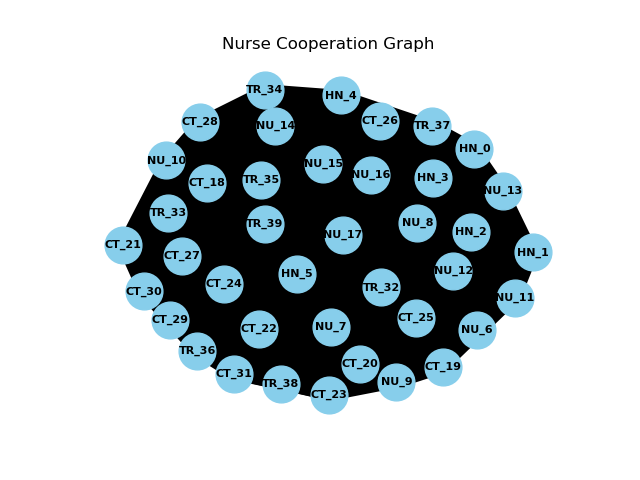 Nurse Cooperation Graph
TR_34
HN_4
CT_28
NU_14
CT_26
TR_37
HN_0
NU_10
NU_15
CT_18
TR_35
NU_16
HN_3
NU_13
TR_33
TR_39
NU_8
NU_17
HN_2
CT_21
CT_27
HN_1
HN_5
NU_12
CT_24
TR_32
CT_30
NU_11
CT_29
CT_25
CT_22
NU_7
NU_6
TR_36
CT_20
CT_19
CT_31
TR_38
NU_9
CT_23